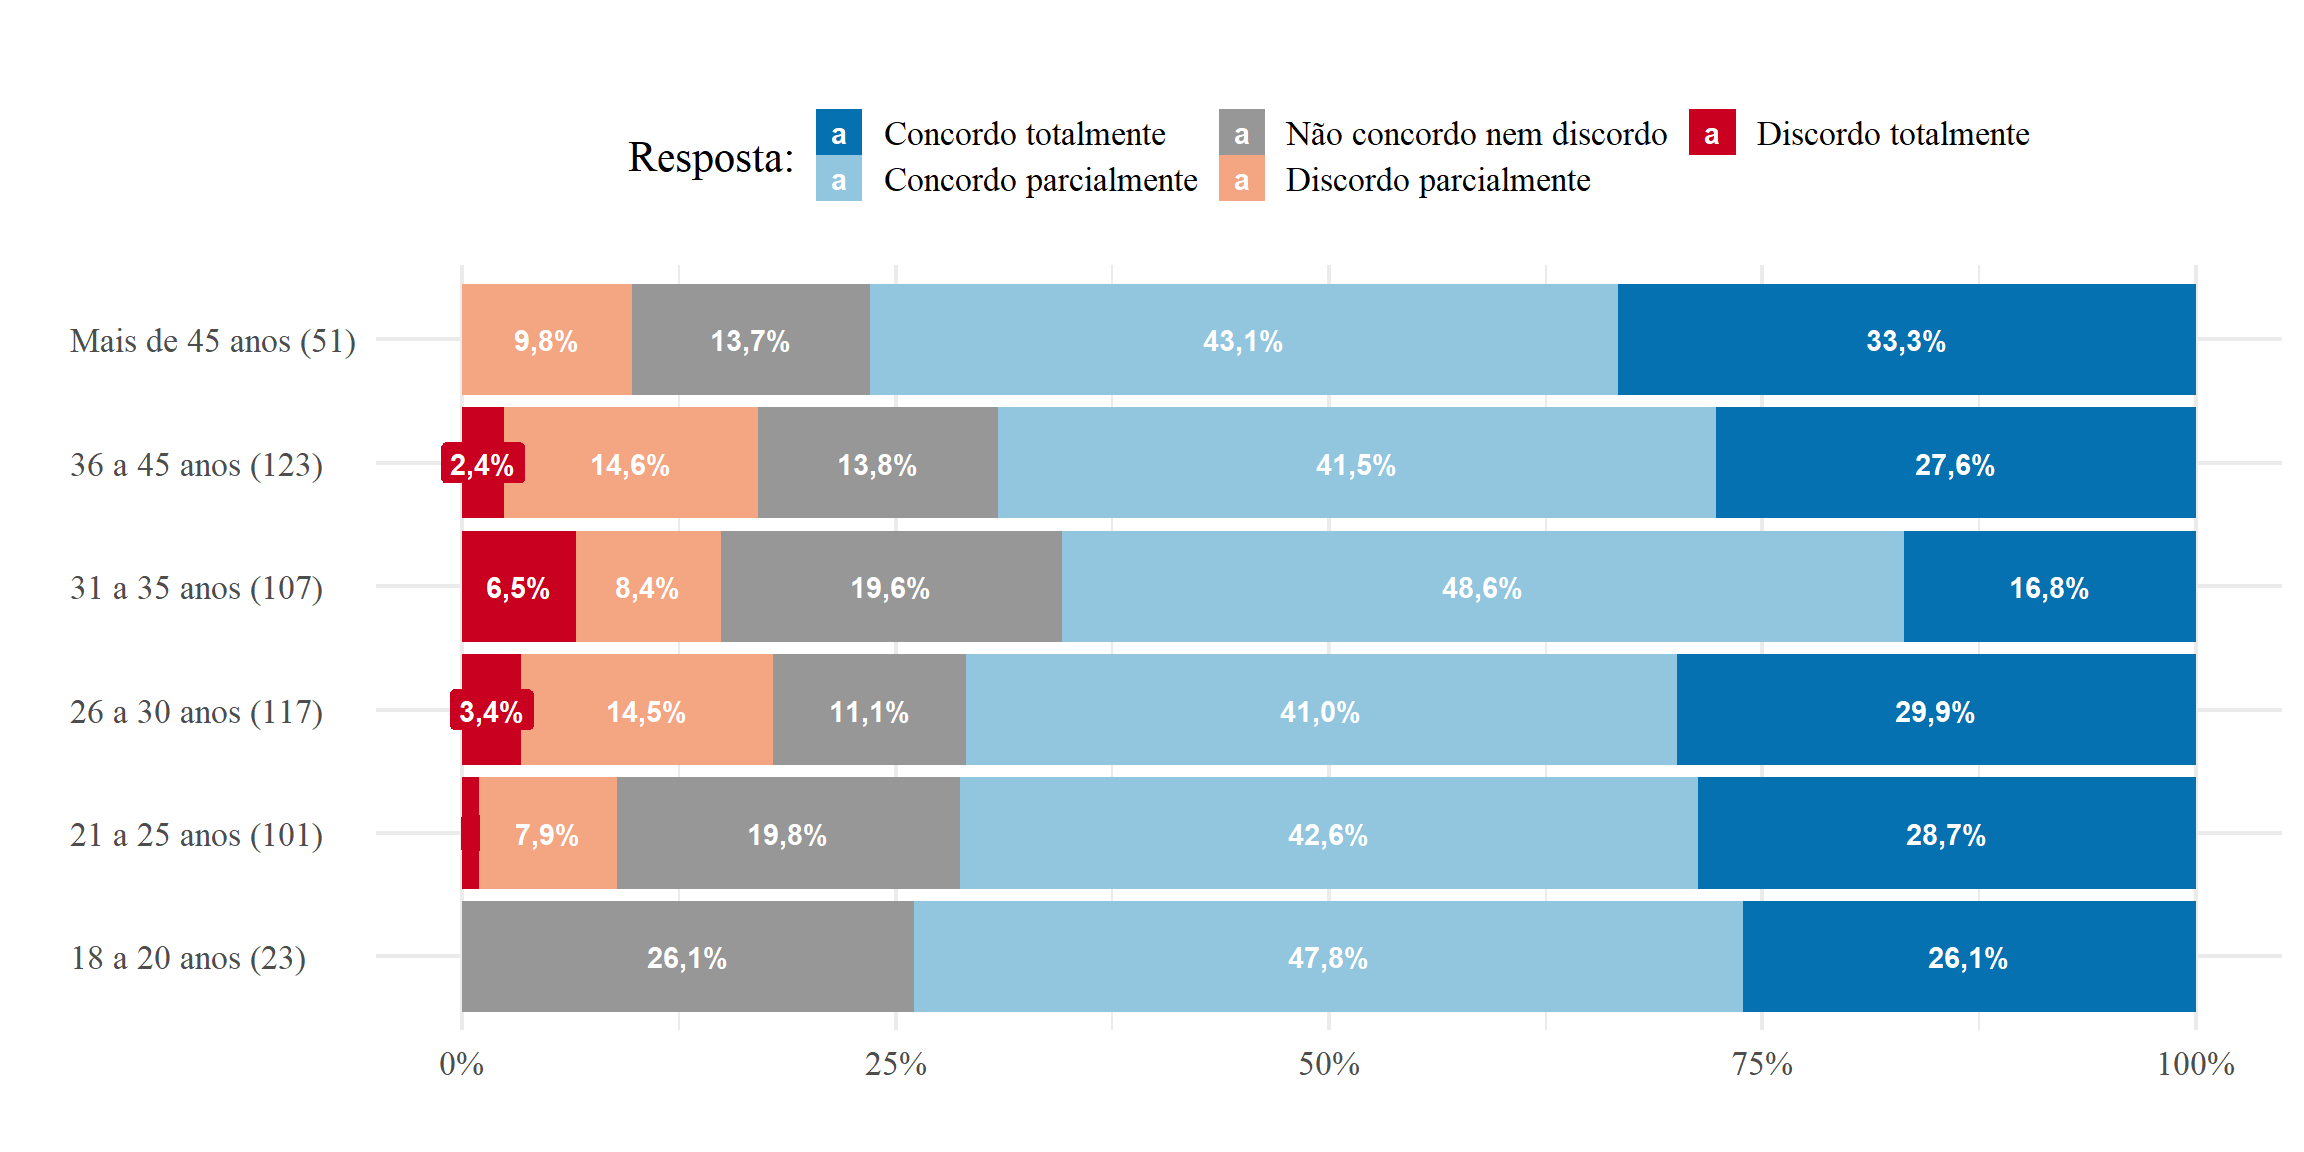 Resposta:
a Concordo totalmente
a Não concordo nem discordo
a Discordo totalmente
a Concordo parcialmente
a Discordo parcialmente
Mais de 45 anos (51) 9,8% 13,7% 43,1% 33,3%
36 a 45 anos (123) 2,4% 14,6% 13,8% 41,5% 27,6%
31 a 35 anos (107) 6,5% 8,4% 19,6% 48,6% 16,8%
26 a 30 anos (117) 3,4% 14,5% 11,1% 41,0% 29,9%
21 a 25 anos (101) 7,9% 19,8% 42,6% 28,7%
18 a 20 anos (23) 26,1% 47,8% 26,1%
0% 25% 50% 75% 100%